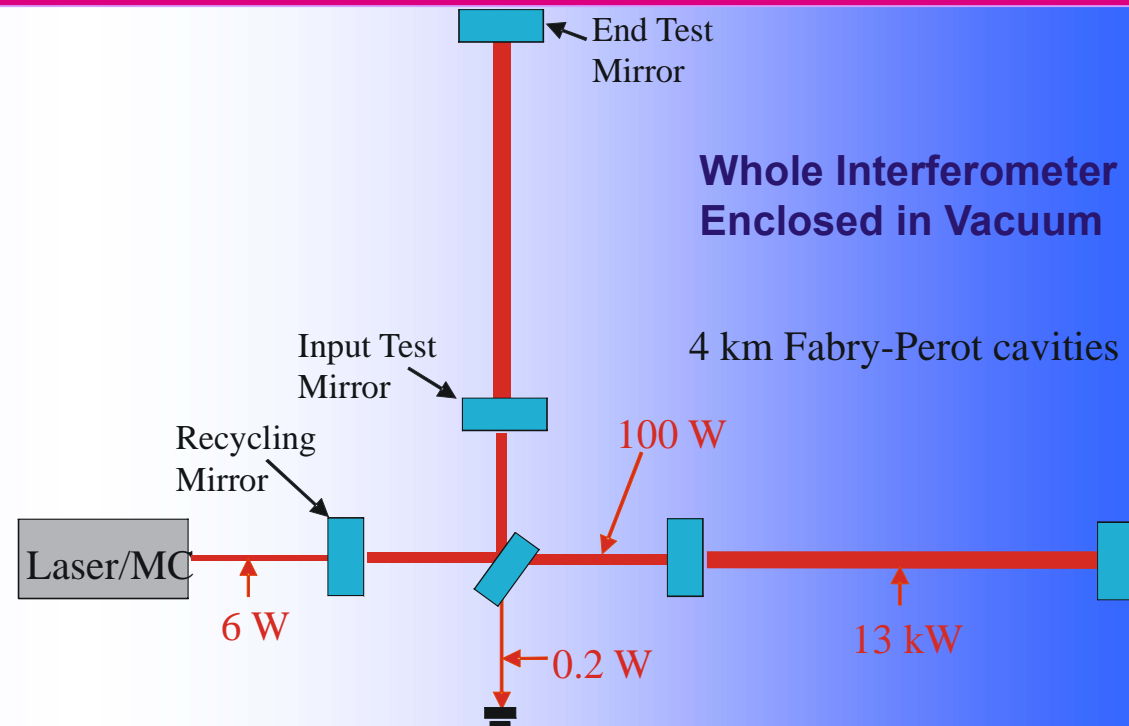 End Test
Mirror
Whole Interferometer
Enclosed in Vacuum
4 km Fabry-Perot cavities
Input Test
Mirror
100 W
Recycling
Mirror
Laser/MC
6 W
13 kW
0.2 W